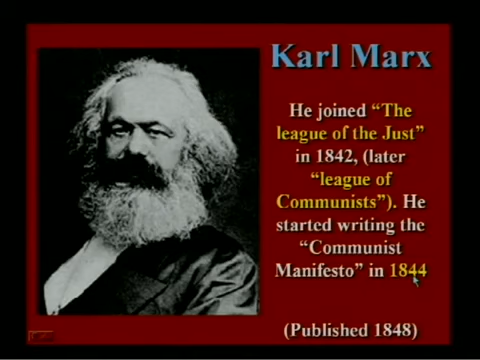 Karl Marx
He joined “The
league of the Just”
in 1842, (later
“league of
Communists”). He
started writing the
“Communist
Manifesto” in 1844
(Published 1848)